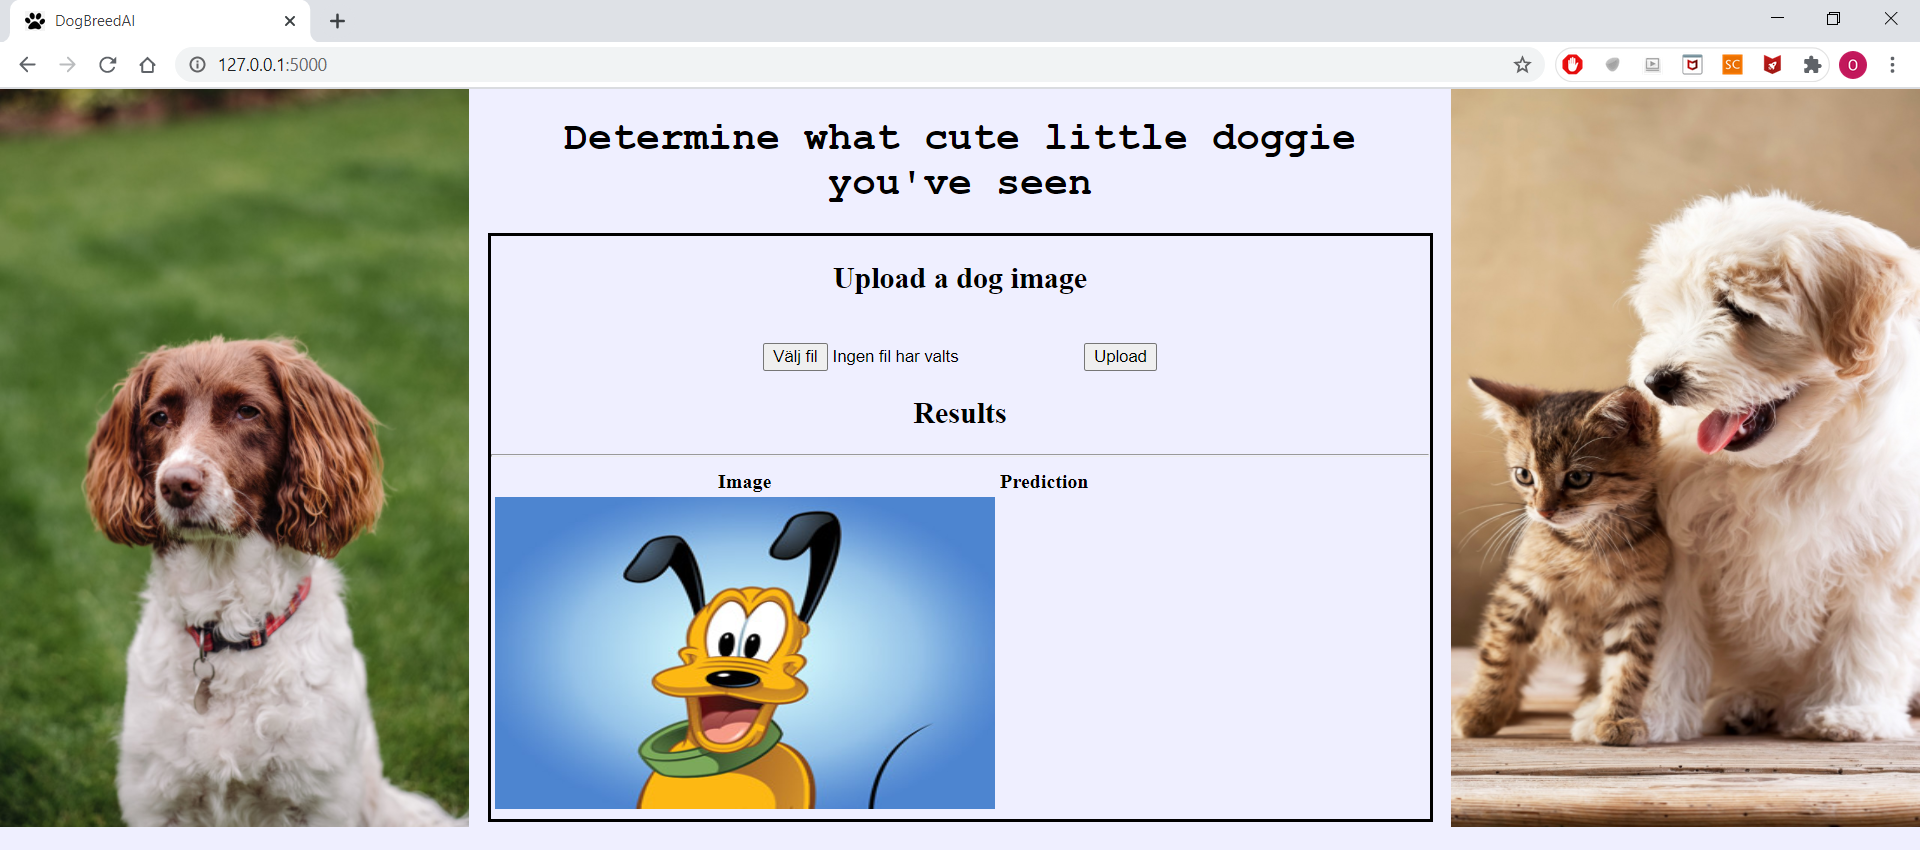 DogBreedAI
127.0.0.1:5000
SC
O
Determine what cute little doggie
you've seen
Upload a dog image
Välj fil Ingen fil har valts Upload
Results
Image Prediction